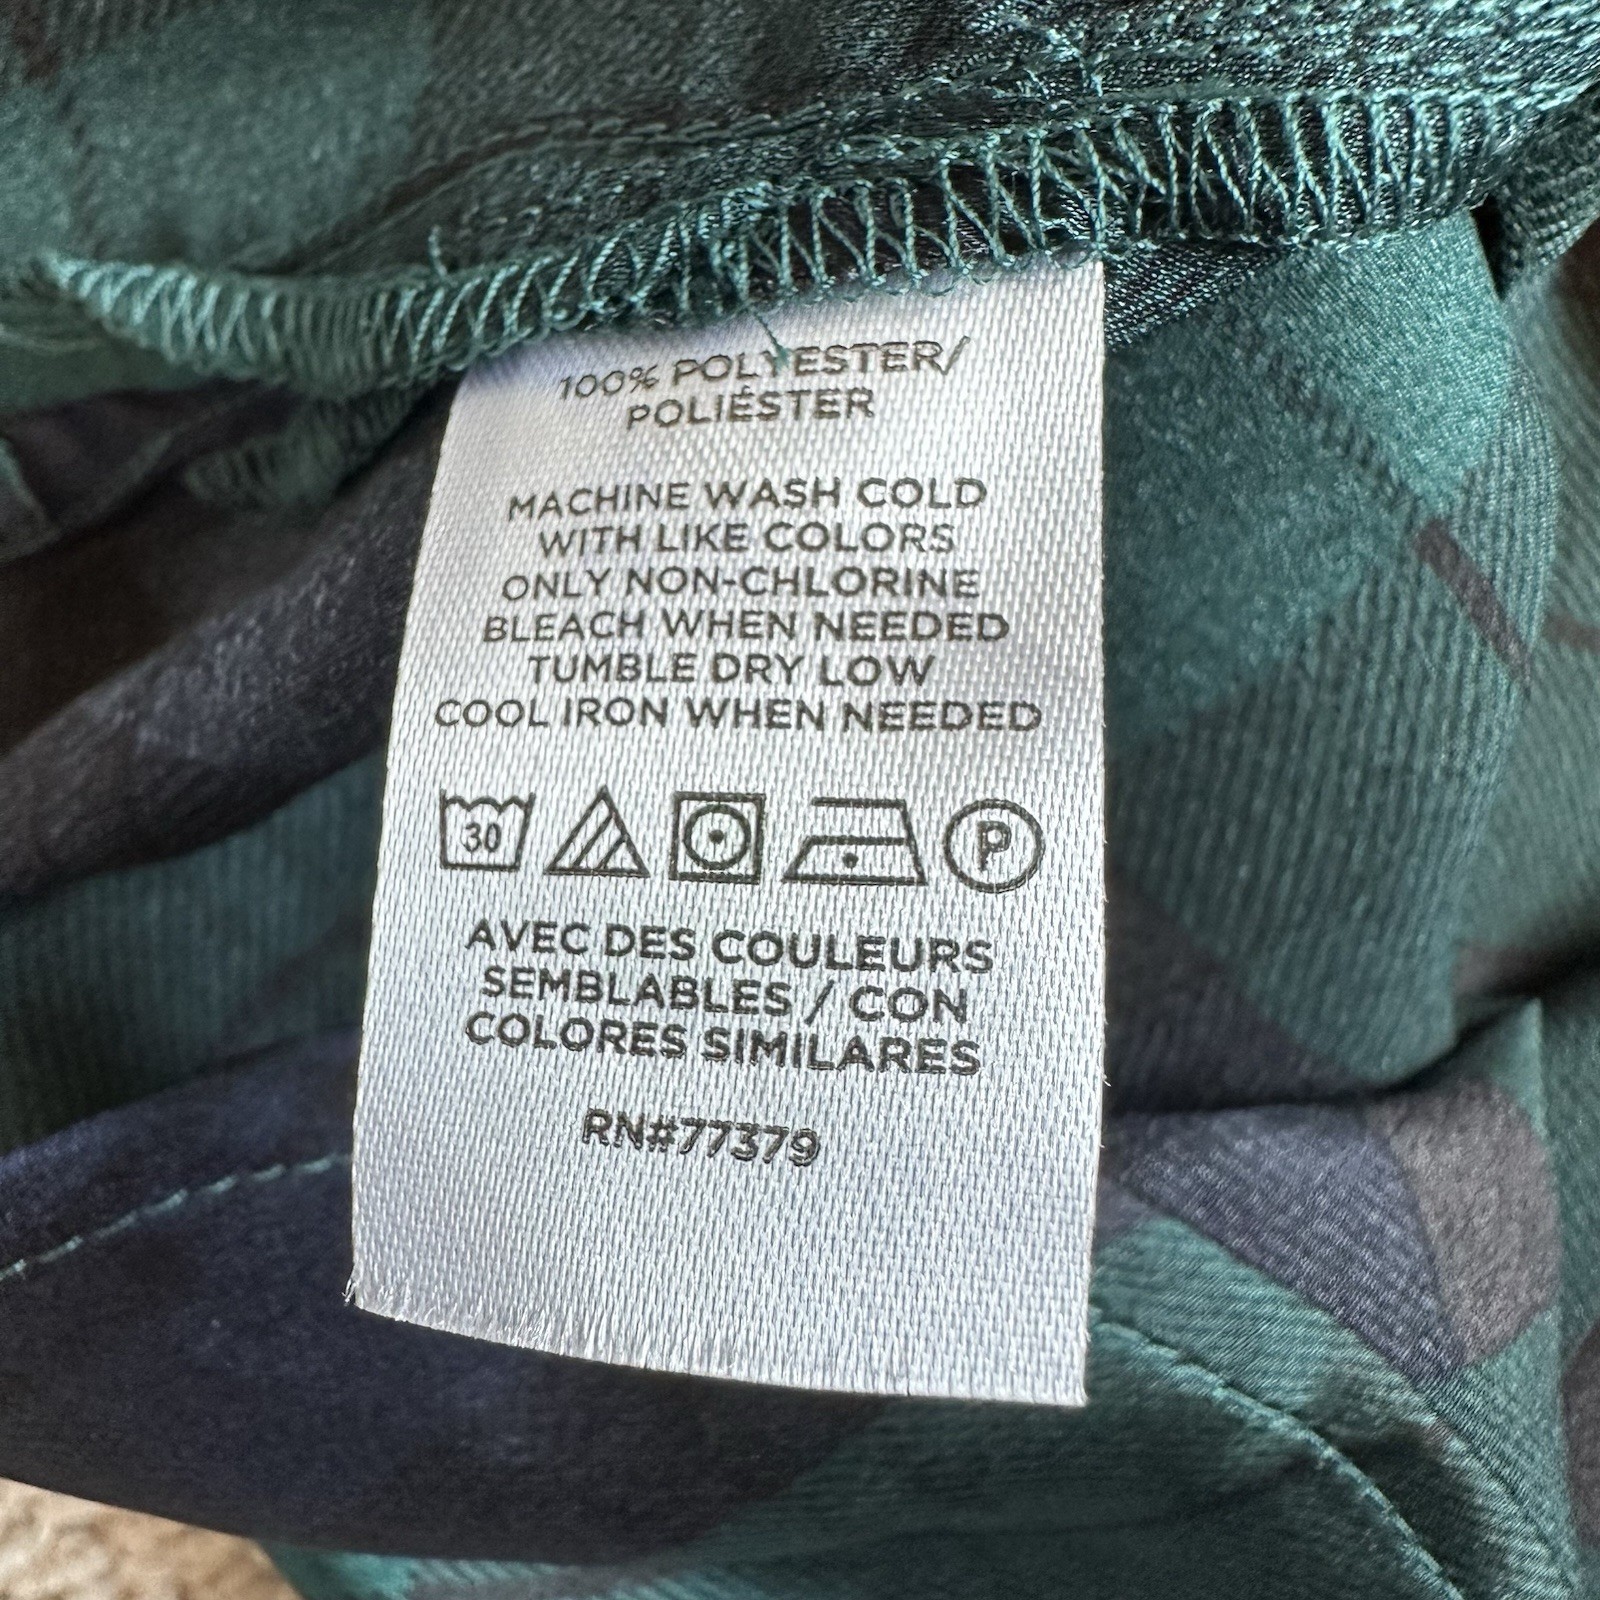 100% POLYESTER/
POLIÉSTER
MACHINE WASH COLD
WITH LIKE COLORS
ONLY NON-CHLORINE
BLEACH WHEN NEEDED
TUMBLE DRY LOW
COOL IRON WHEN NEEDED
30 P
AVEC DES COULEURS
SEMBLABLES / CON
COLORES SIMILARES
RN#77379